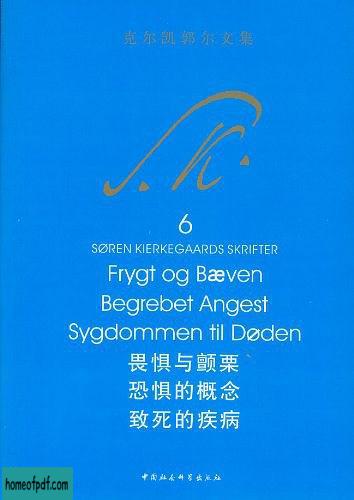 克尔凯郭尔文集
S. K.
6
SØREN KIERKEGAARDS SKRIFTER
Frygt og Bæven
Begrebet Angest
Sygdommen til Døden
畏惧与颤栗
恐惧的概念
致死的疾病
中国社会科学出版社
homeofpdf.com